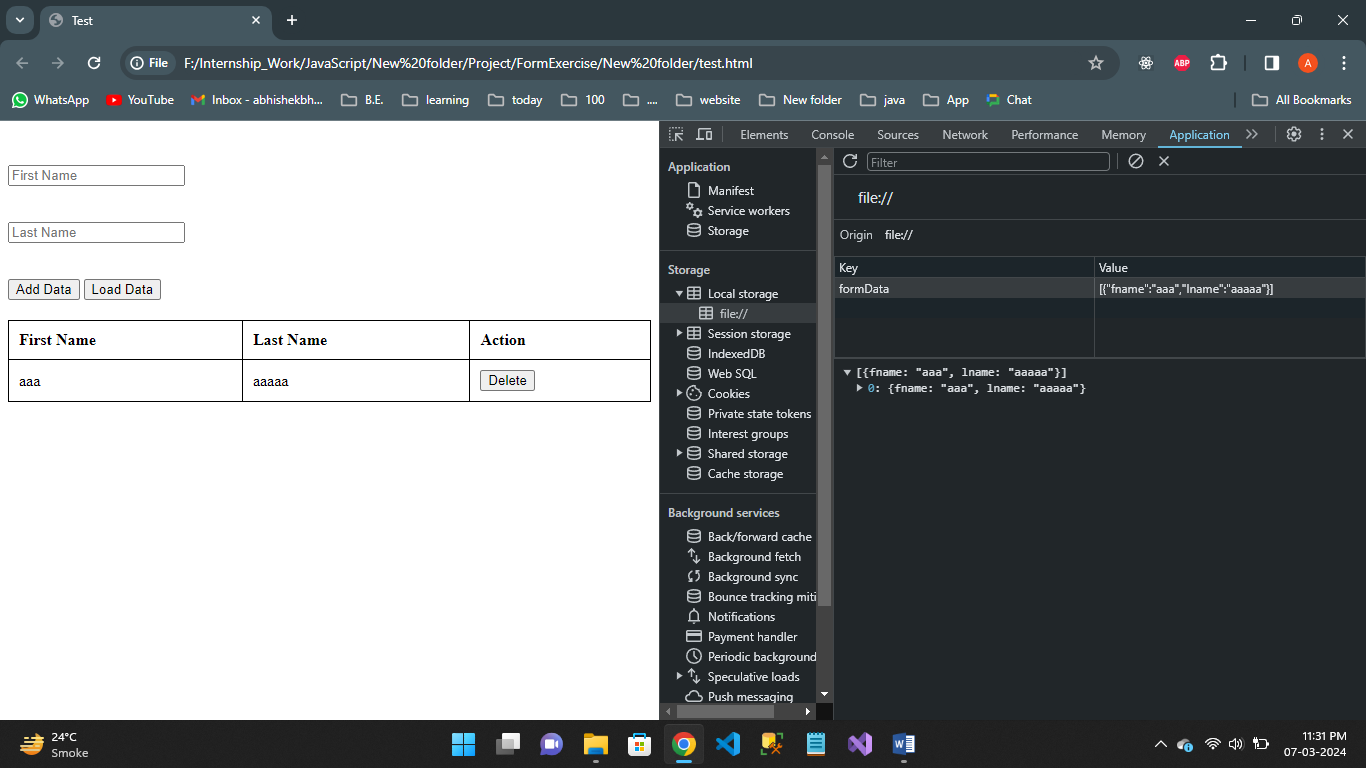 Test
File
F:/Internship_Work/JavaScript/New%20folder/Project/FormExercise/New%20folder/test.html
ABP
A
WhatsApp
YouTube
Inbox - abhishekbh...
B.E.
learning
today
100
....
website
New folder
java
App
Chat
All Bookmarks
First Name
Last Name
Add Data
Load Data
First Name Last Name Action
aaa aaaaa Delete
Elements Console Sources Network Performance Memory Application
Application
Manifest
Service workers
Storage
Storage
Local storage
file://
Session storage
IndexedDB
Web SQL
Cookies
Private state tokens
Interest groups
Shared storage
Cache storage
Background services
Back/forward cache
Background fetch
Background sync
Bounce tracking miti
Notifications
Payment handler
Periodic background
Speculative loads
Push messaging
Filter
file://
Origin file://
Key Value
formData [{"fname":"aaa","lname":"aaaaa"}]
[{fname: "aaa", lname: "aaaaa"}]
0: {fname: "aaa", lname: "aaaaa"}
24°C
Smoke
11:31 PM
07-03-2024